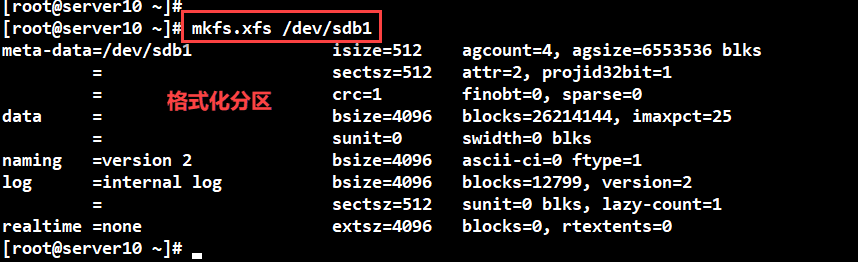 [root@server10 ~]#
[root@server10 ~]# mkfs.xfs /dev/sdb1
meta-data=/dev/sdb1              isize=512    agcount=4, agsize=6553536 blks
         =                       sectsz=512   attr=2, projid32bit=1
         =                       crc=1        finobt=0, sparse=0
格式化分区
data     =                       bsize=4096   blocks=26214144, imaxpct=25
         =                       sunit=0      swidth=0 blks
naming   =version 2              bsize=4096   ascii-ci=0 ftype=1
log      =internal log           bsize=4096   blocks=12799, version=2
         =                       sectsz=512   sunit=0 blks, lazy-count=1
realtime =none                   extsz=4096   blocks=0, rtextents=0
[root@server10 ~]#